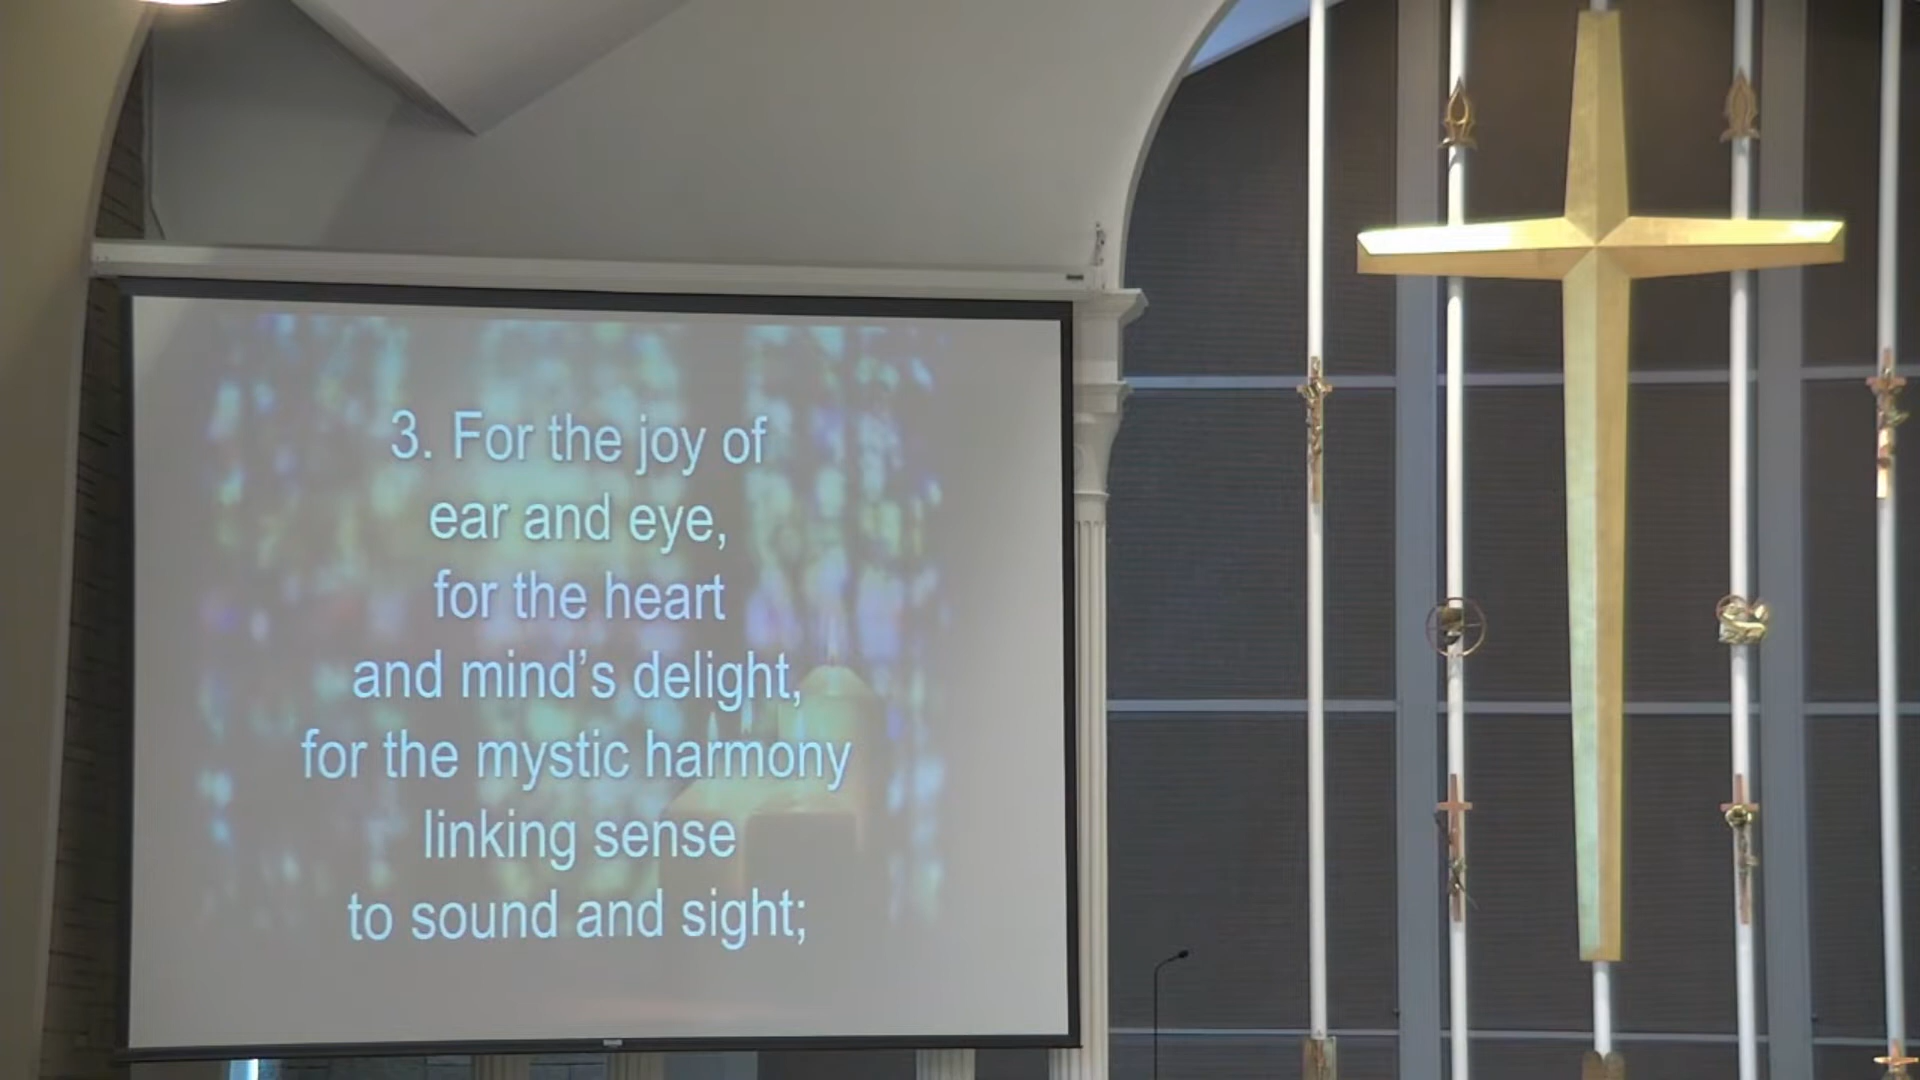 3. For the joy of
ear and eye,
for the heart
and mind’s delight,
for the mystic harmony
linking sense
to sound and sight;